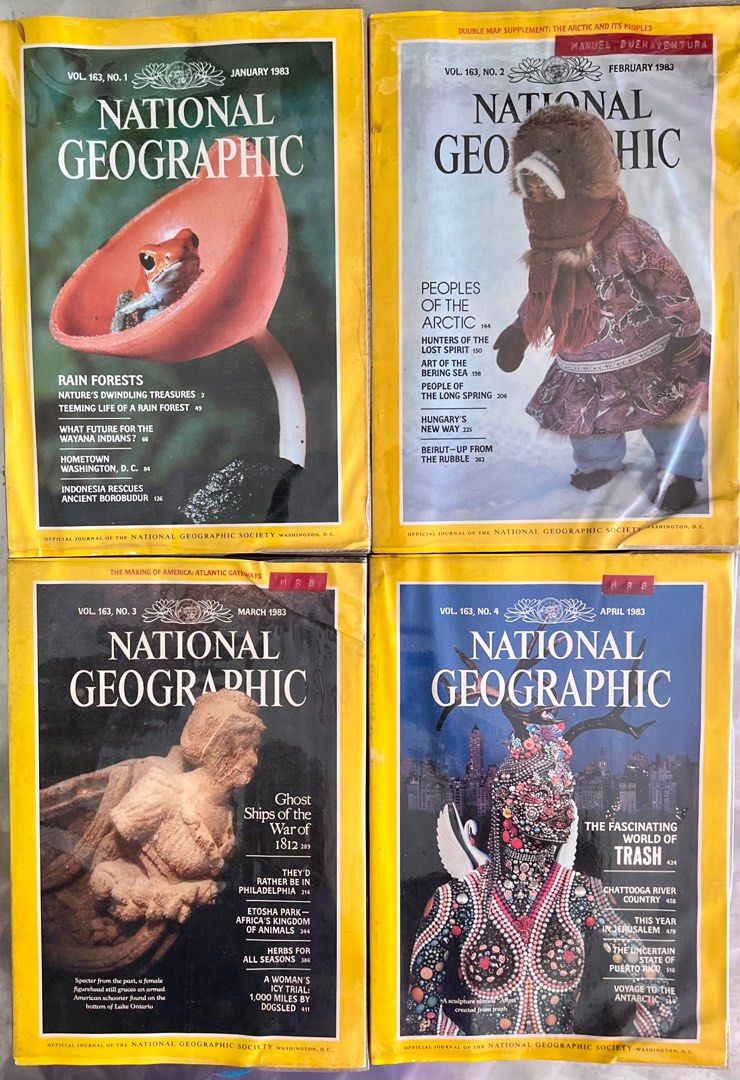 VOL. 163, NO. 1
JANUARY 1983
NATIONAL
GEOGRAPHIC
RAIN FORESTS
NATURE'S DWINDLING TREASURES 2
TEEMING LIFE OF A RAIN FOREST 49
WHAT FUTURE FOR THE
WAYANA INDIANS? 66
HOMETOWN
WASHINGTON, D. C. 84
INDONESIA RESCUES
ANCIENT BOROBUDUR 126
OFFICIAL JOURNAL OF THE NATIONAL GEOGRAPHIC SOCIETY WASHINGTON, D.C.
DOUBLE MAP SUPPLEMENT: THE ARCTIC AND ITS PEOPLES
MANUEL BUENAVENTURA
VOL. 163, NO. 2
FEBRUARY 1983
NATIONAL
GEO HIC
PEOPLES
OF THE
ARCTIC 144
HUNTERS OF THE
LOST SPIRIT 150
ART OF THE
BERING SEA 198
PEOPLE OF
THE LONG SPRING 206
HUNGARY'S
NEW WAY 225
BEIRUT—UP FROM
THE RUBBLE 262
OFFICIAL JOURNAL OF THE NATIONAL GEOGRAPHIC SOCIETY WASHINGTON, D.C.
THE MAKING OF AMERICA: ATLANTIC GATEWAYS
MRB
VOL. 163, NO. 3
MARCH 1983
NATIONAL
GEOGRAPHIC
Ghost
Ships of the
War of
1812 289
THEY'D
RATHER BE IN
PHILADELPHIA 314
ETOSHA PARK—
AFRICA'S KINGDOM
OF ANIMALS 344
HERBS FOR
ALL SEASONS 386
A WOMAN'S
ICY TRIAL:
1,000 MILES BY
DOGSLED 411
Specter from the past, a female
figurehead still graces an armed
American schooner found on the
bottom of Lake Ontario
OFFICIAL JOURNAL OF THE NATIONAL GEOGRAPHIC SOCIETY WASHINGTON, D.C.
MRB
VOL. 163, NO. 4
APRIL 1983
NATIONAL
GEOGRAPHIC
THE FASCINATING
WORLD OF
TRASH 424
CHATTOOGA RIVER
COUNTRY 458
THIS YEAR
IN JERUSALEM 479
THE UNCERTAIN
STATE OF
PUERTO RICO 516
VOYAGE TO THE
ANTARCTIC
A sculpture named
created from trash
OFFICIAL JOURNAL OF THE NATIONAL GEOGRAPHIC SOCIETY WASHINGTON, D.C.